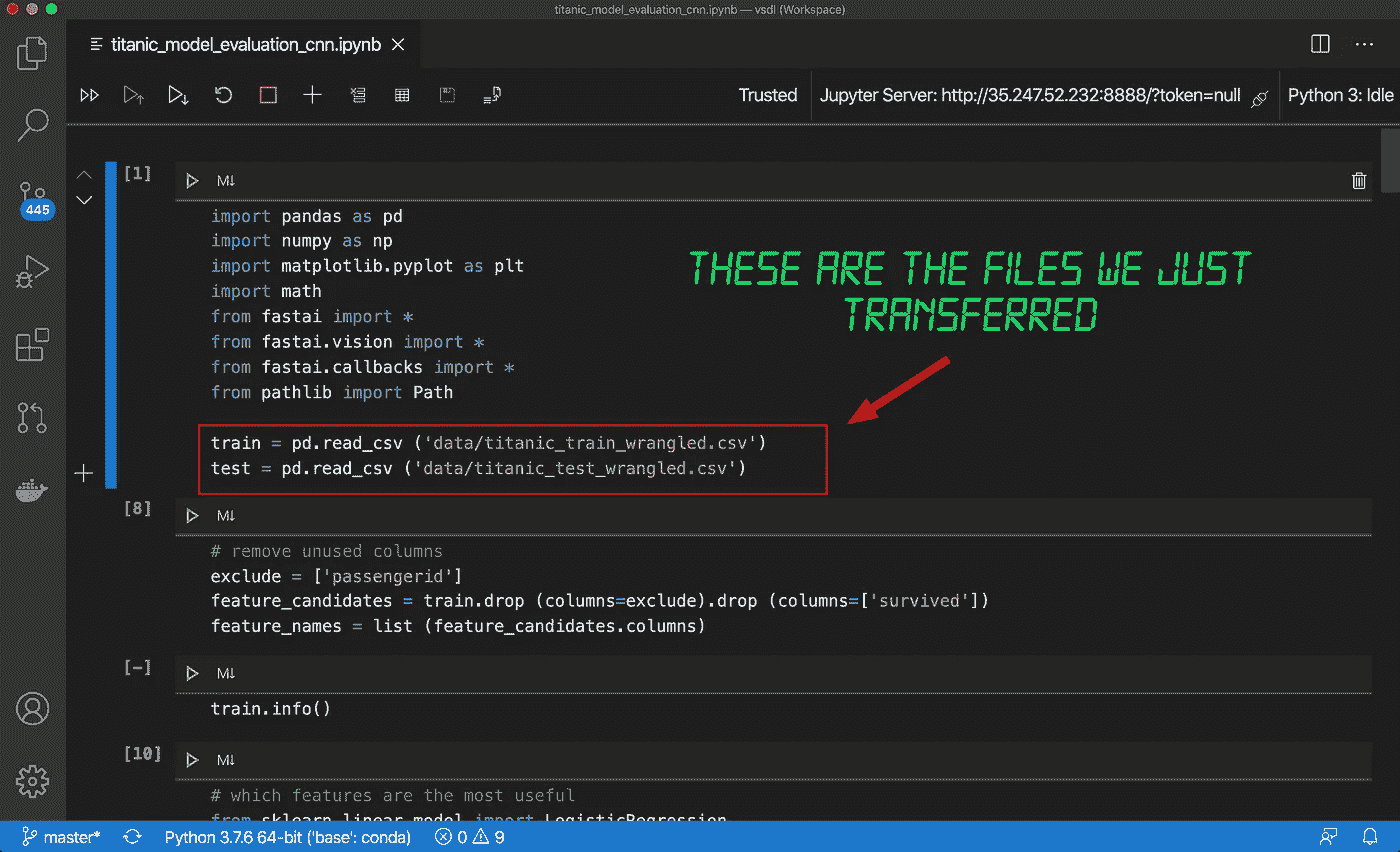 titanic_model_evaluation_cnn.ipynb — vsdl (Workspace)
titanic_model_evaluation_cnn.ipynb
Trusted
Jupyter Server: http://35.247.52.232:8888/?token=null
Python 3: Idle
445
[1]
M↓
import pandas as pd
import numpy as np
import matplotlib.pyplot as plt
import math
from fastai import *
from fastai.vision import *
from fastai.callbacks import *
from pathlib import Path
THESE ARE THE FILES WE JUST
TRANSFERRED
train = pd.read_csv ('data/titanic_train_wrangled.csv')
test = pd.read_csv ('data/titanic_test_wrangled.csv')
[8]
M↓
# remove unused columns
exclude = ['passengerid']
feature_candidates = train.drop (columns=exclude).drop (columns=['survived'])
feature_names = list (feature_candidates.columns)
[-]
M↓
train.info()
[10]
M↓
# which features are the most useful
from sklearn.linear_model import LogisticRegression
master*
Python 3.7.6 64-bit ('base': conda)
0
9